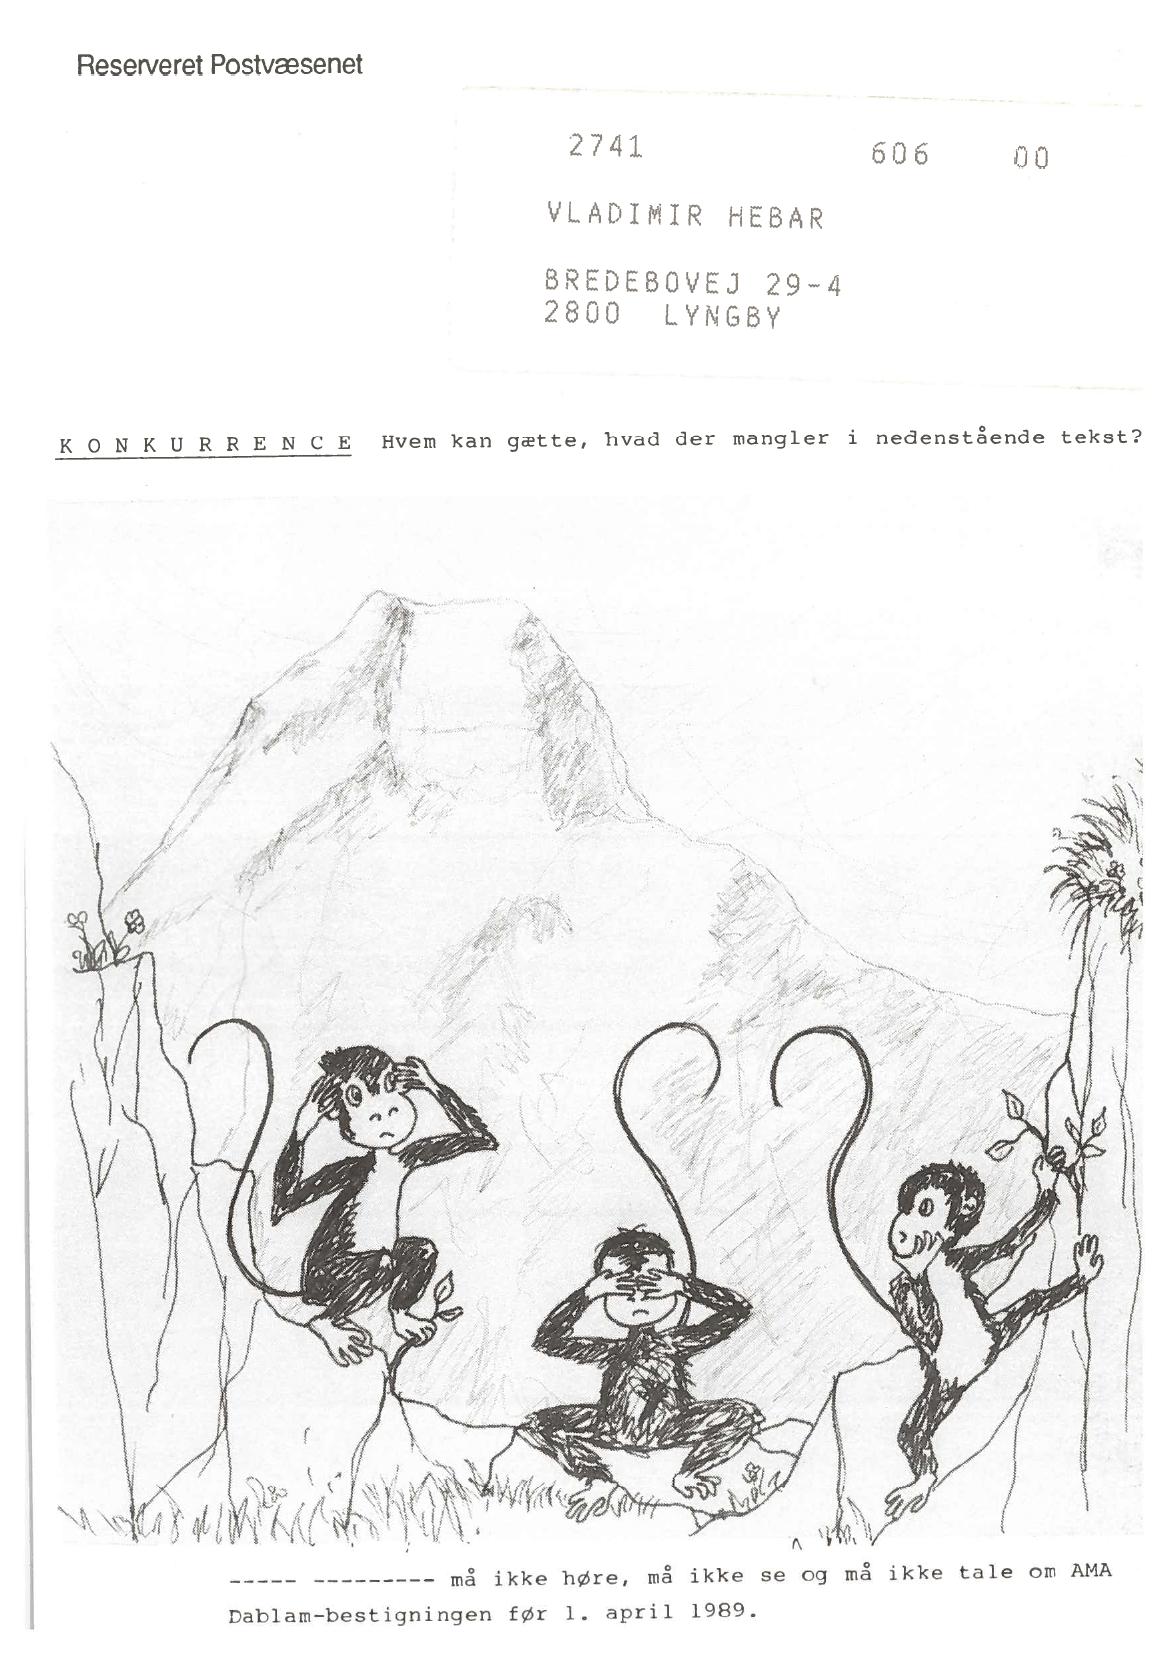 Reserveret Postvæsenet
2741 606 00
VLADIMIR HEBAR
BREDEBOVEJ 29-4
2800 LYNGBY
KONKURRENCE Hvem kan gætte, hvad der mangler i nedenstående tekst?
----- --------- må ikke høre, må ikke se og må ikke tale om AMA
Dablam-bestigningen før 1. april 1989.